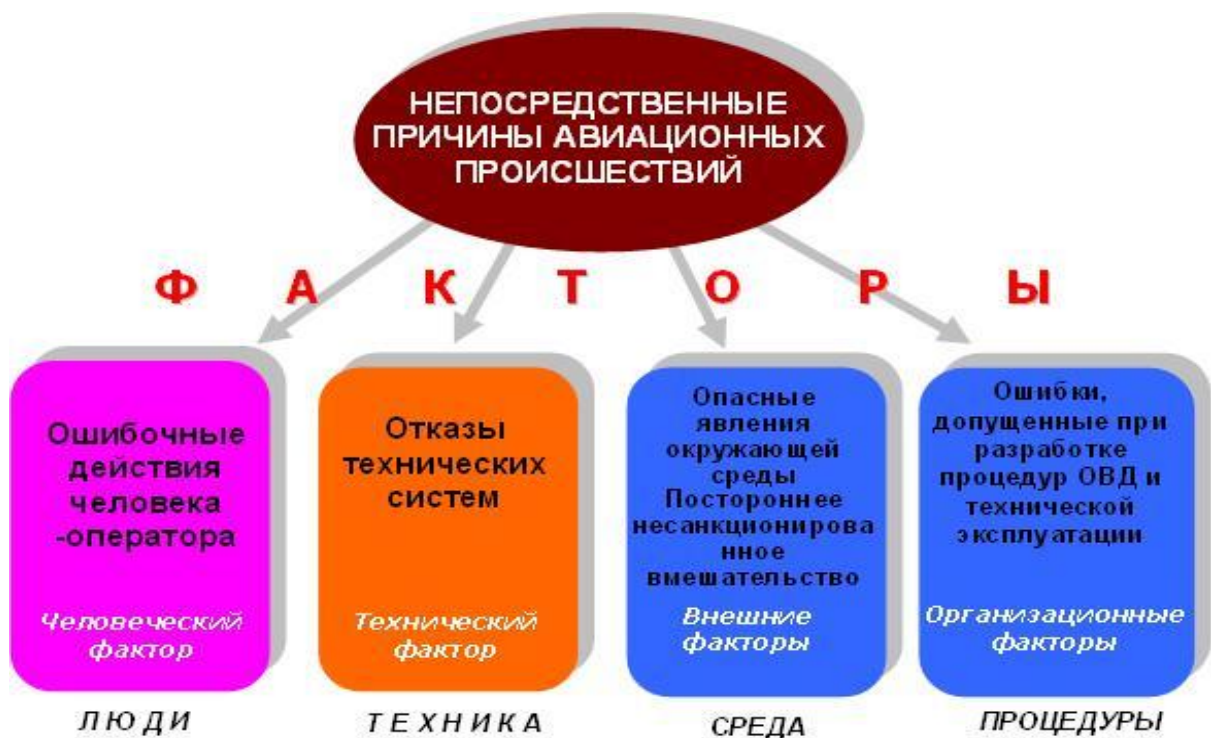 НЕПОСРЕДСТВЕННЫЕ
ПРИЧИНЫ АВИАЦИОННЫХ
ПРОИСШЕСТВИЙ
Ф А К Т О Р Ы
Ошибочные
действия
человека
-оператора
Человеческий
фактор
ЛЮДИ
Отказы
технических
систем
Технический
фактор
ТЕХНИКА
Опасные
явления
окружающей
среды
Постороннее
несанкционирова
нное
вмешательство
Внешние
факторы
СРЕДА
Ошибки,
допущенные при
разработке
процедур ОВД и
технической
эксплуатации
Организационные
факторы
ПРОЦЕДУРЫ